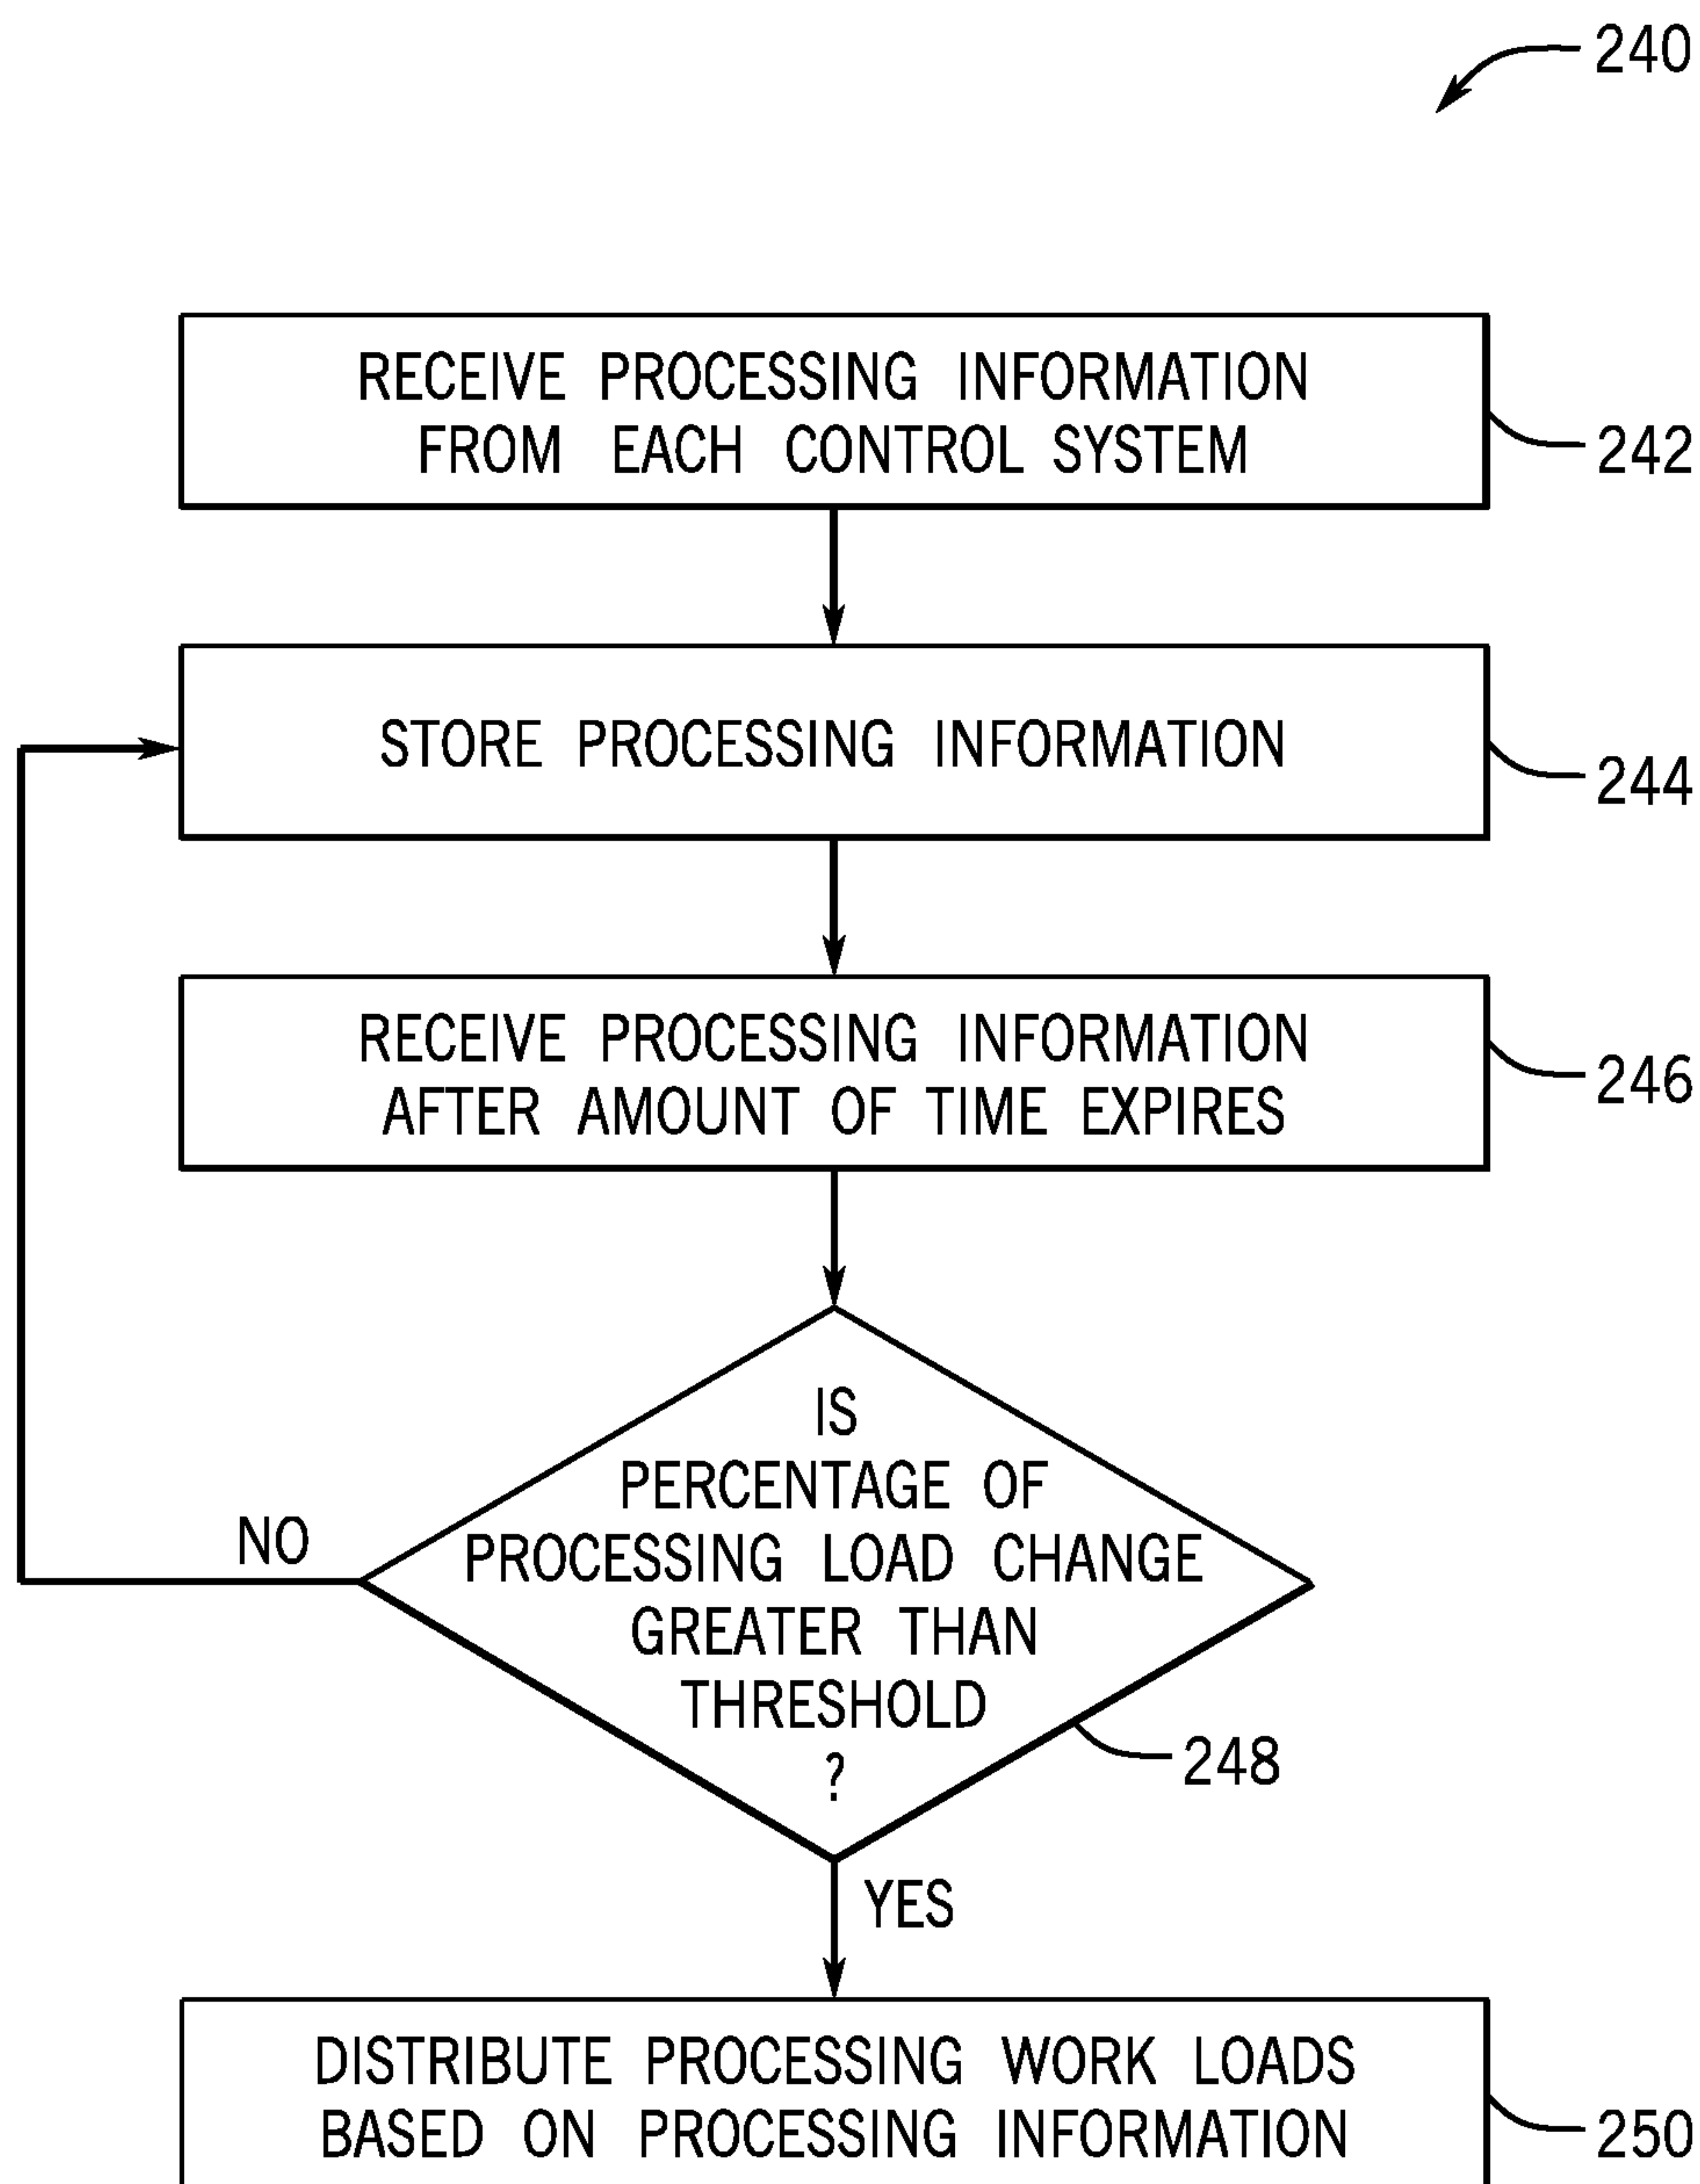 240
RECEIVE PROCESSING INFORMATION
FROM EACH CONTROL SYSTEM
242
STORE PROCESSING INFORMATION
244
RECEIVE PROCESSING INFORMATION
AFTER AMOUNT OF TIME EXPIRES
246
IS
PERCENTAGE OF
PROCESSING LOAD CHANGE
GREATER THAN
THRESHOLD
?
NO
248
YES
DISTRIBUTE PROCESSING WORK LOADS
BASED ON PROCESSING INFORMATION
250